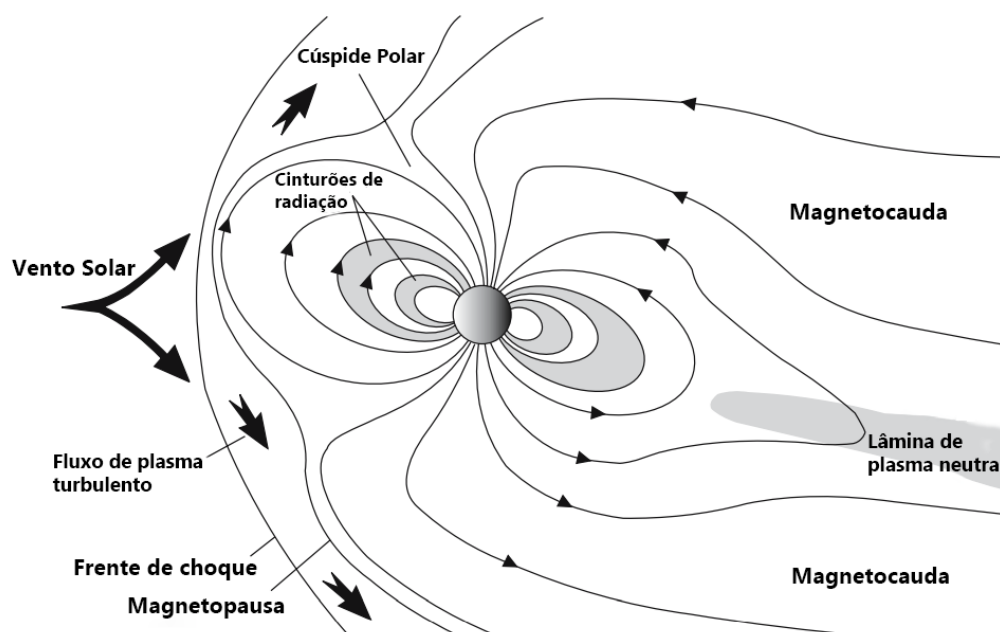 Cúspide Polar
Cinturões de
radiação
Magnetocauda
Vento Solar
Lâmina de
plasma neutra
Fluxo de plasma
turbulento
Frente de choque
Magnetopausa
Magnetocauda